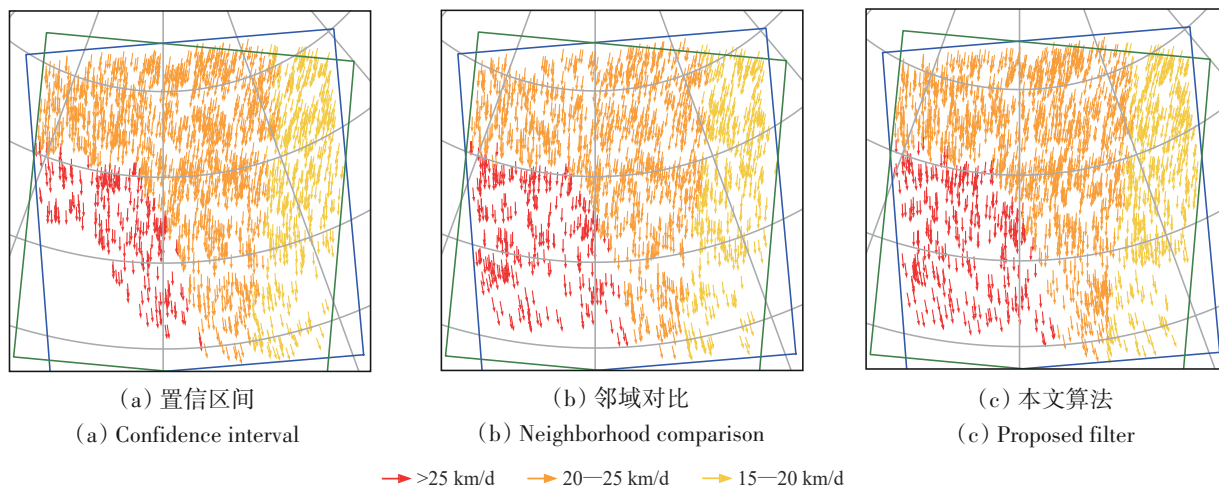 (a) 置信区间
(a) Confidence interval
(b) 邻域对比
(b) Neighborhood comparison
(c) 本文算法
(c) Proposed filter
>25 km/d 20—25 km/d 15—20 km/d